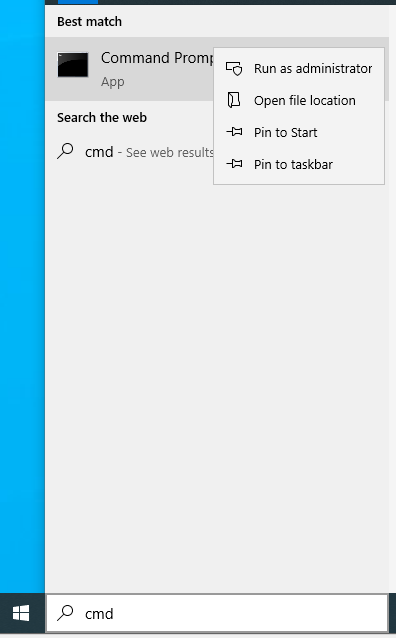 Best match
Command Promp
App
Run as administrator
Open file location
Pin to Start
Pin to taskbar
Search the web
cmd - See web results
cmd